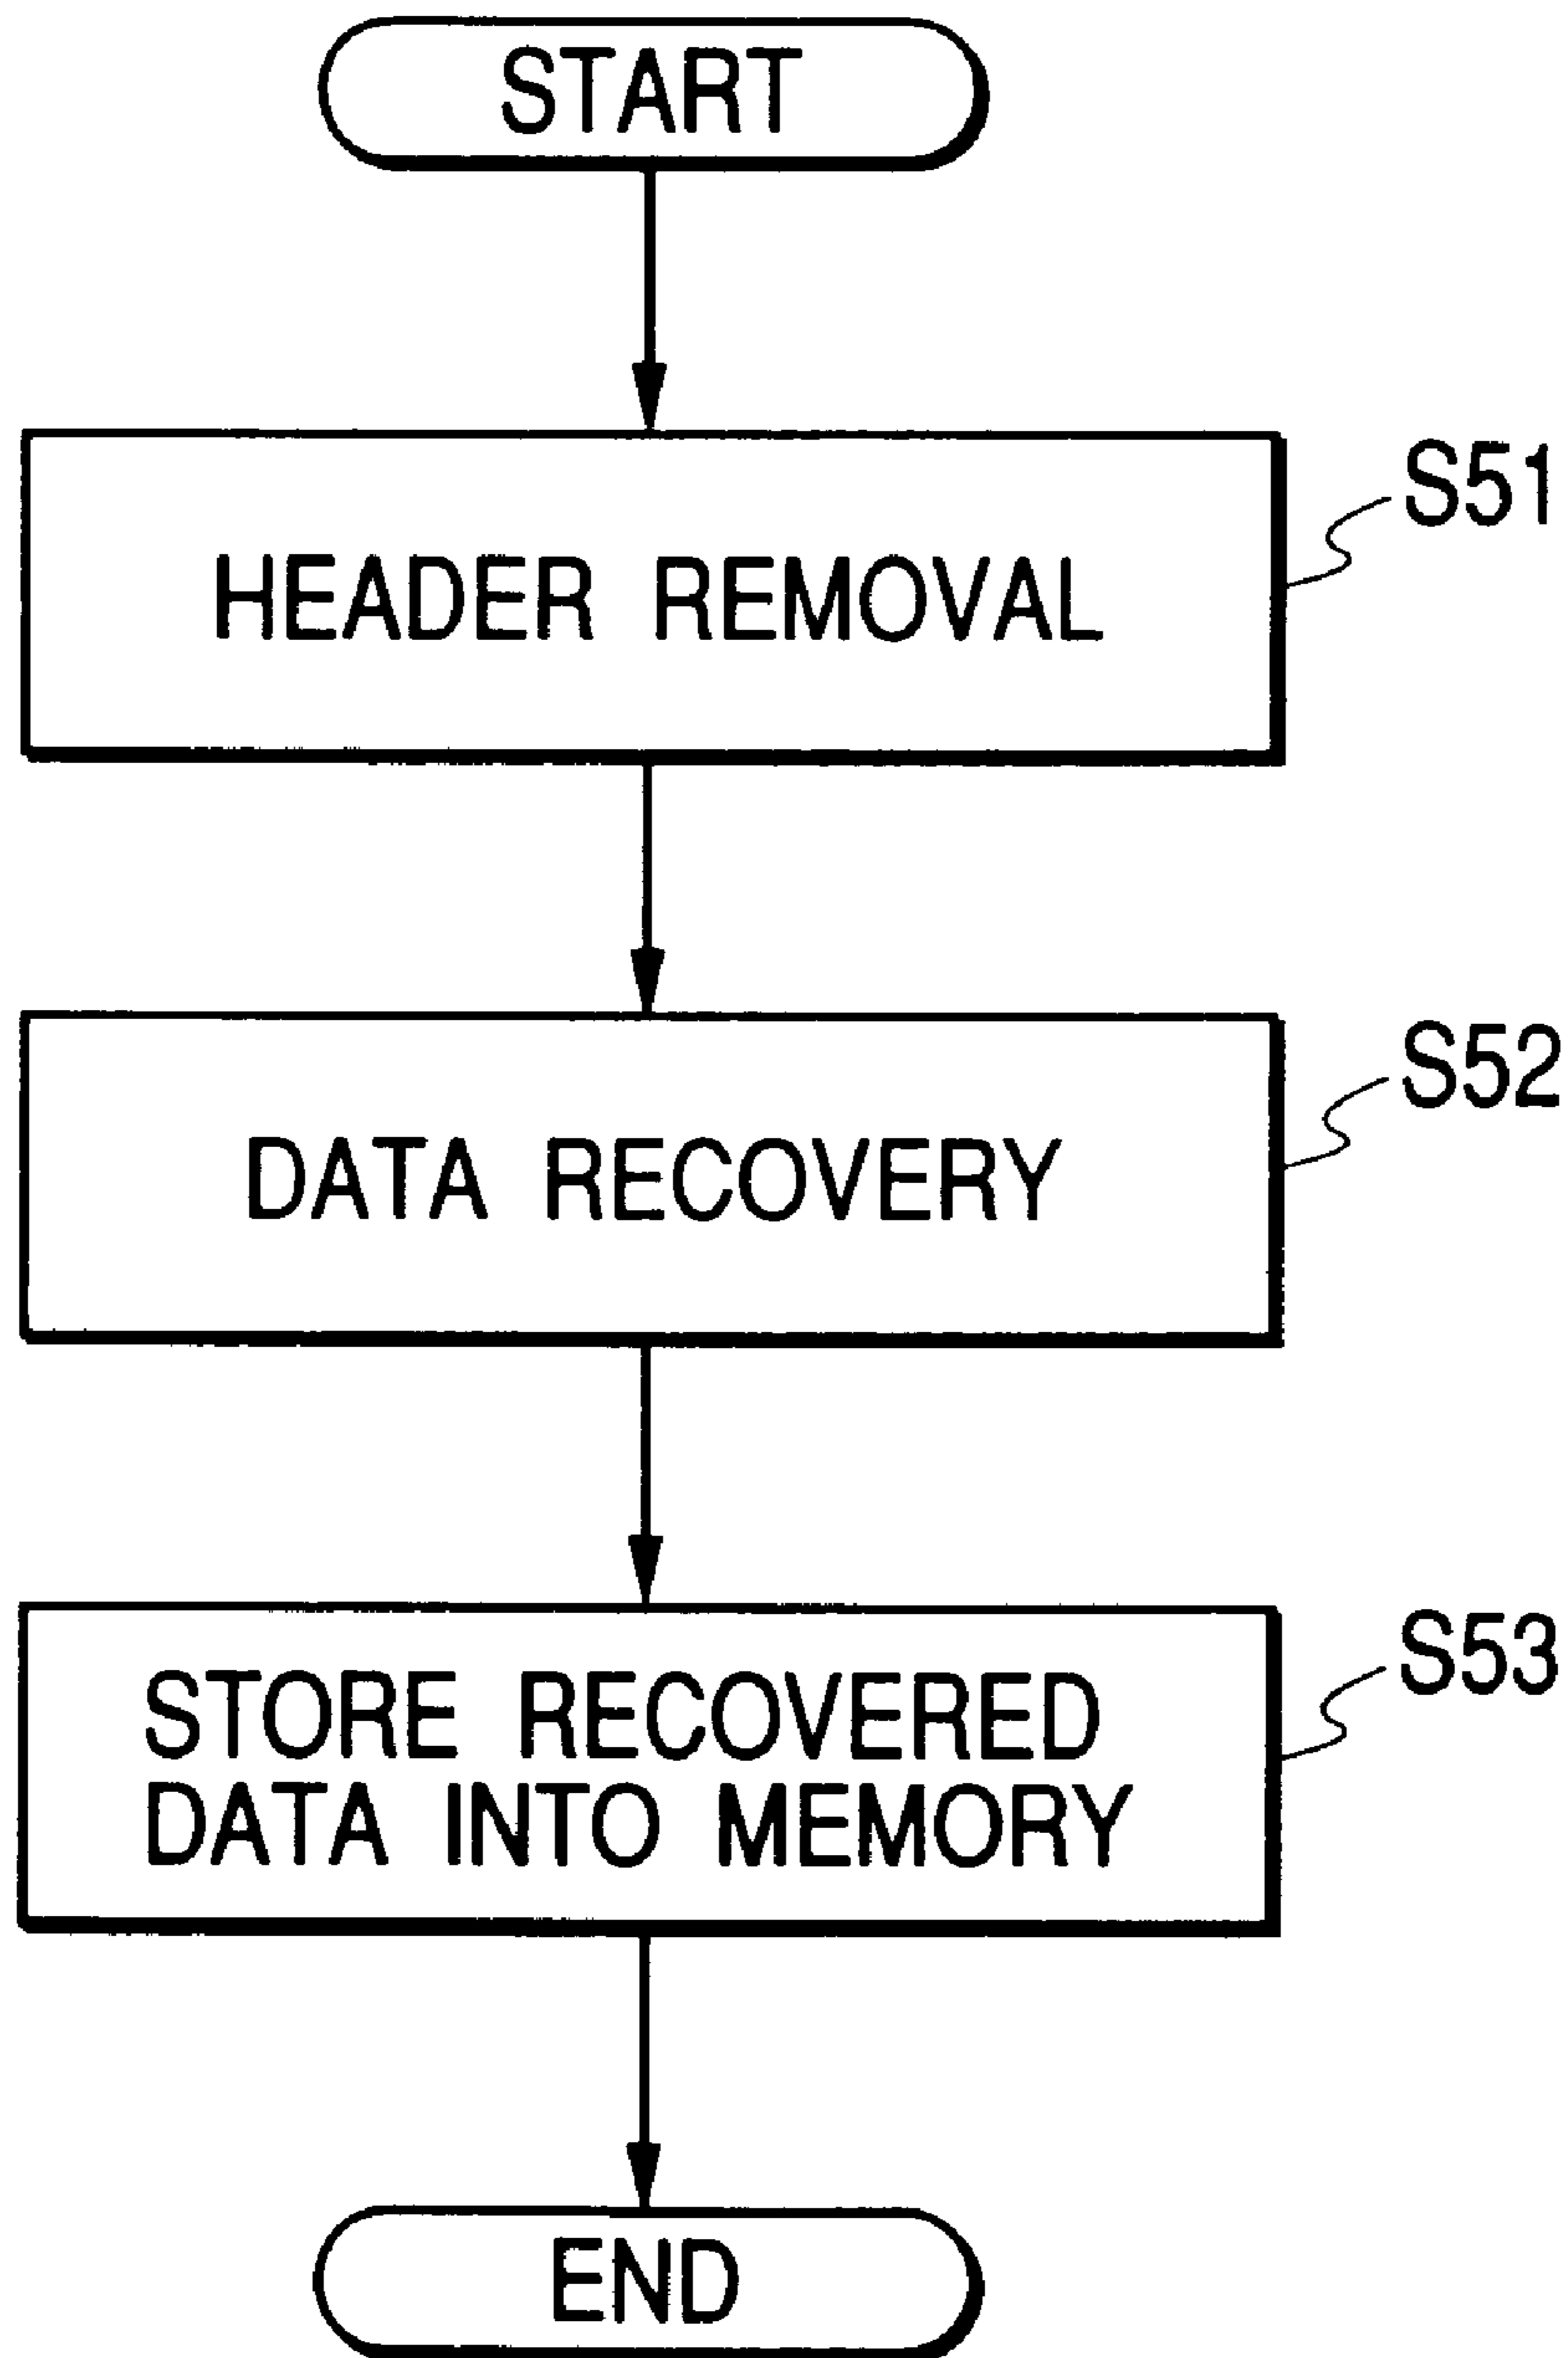 START
S51
HEADER REMOVAL
S52
DATA RECOVERY
S53
STORE RECOVERED
DATA INTO MEMORY
END